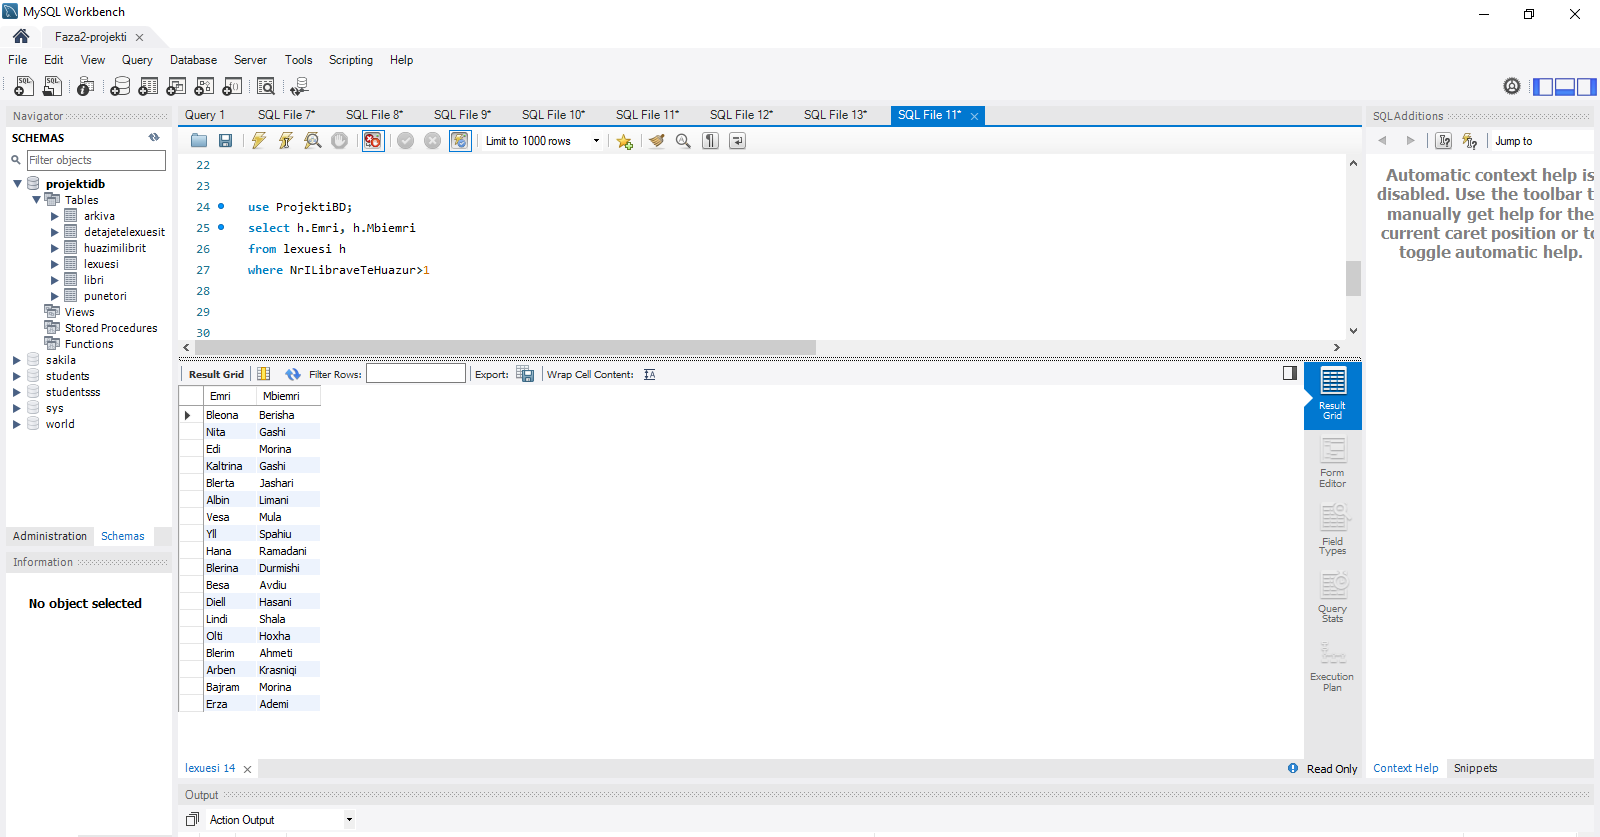 MySQL Workbench
Faza2-projekti
File Edit View Query Database Server Tools Scripting Help
Navigator
SCHEMAS
Filter objects
projektidb
Tables
arkiva
detajetelexuesit
huazimilibrit
lexuesi
libri
punetori
Views
Stored Procedures
Functions
sakila
students
studentsss
sys
world
Administration Schemas
Information
No object selected
Query 1 SQL File 7* SQL File 8* SQL File 9* SQL File 10* SQL File 11* SQL File 12* SQL File 13* SQL File 11*
Limit to 1000 rows
22
23
24 use ProjektiBD;
25 select h.Emri, h.Mbiemri
26 from lexuesi h
27 where NrILibraveTeHuazur>1
28
29
30
Result Grid Filter Rows: Export: Wrap Cell Content:
Emri Mbiemri
Bleona Berisha
Nita Gashi
Edi Morina
Kaltrina Gashi
Blerta Jashari
Albin Limani
Vesa Mula
Yll Spahiu
Hana Ramadani
Blerina Durmishi
Besa Avdiu
Diell Hasani
Lindi Shala
Olti Hoxha
Blerim Ahmeti
Arben Krasniqi
Bajram Morina
Erza Ademi
Result
Grid
Form
Editor
Field
Types
Query
Stats
Execution
Plan
lexuesi 14
Read Only
Output
Action Output
SQLAdditions
Jump to
Automatic context help is
disabled. Use the toolbar t
manually get help for the
current caret position or to
toggle automatic help.
Context Help Snippets